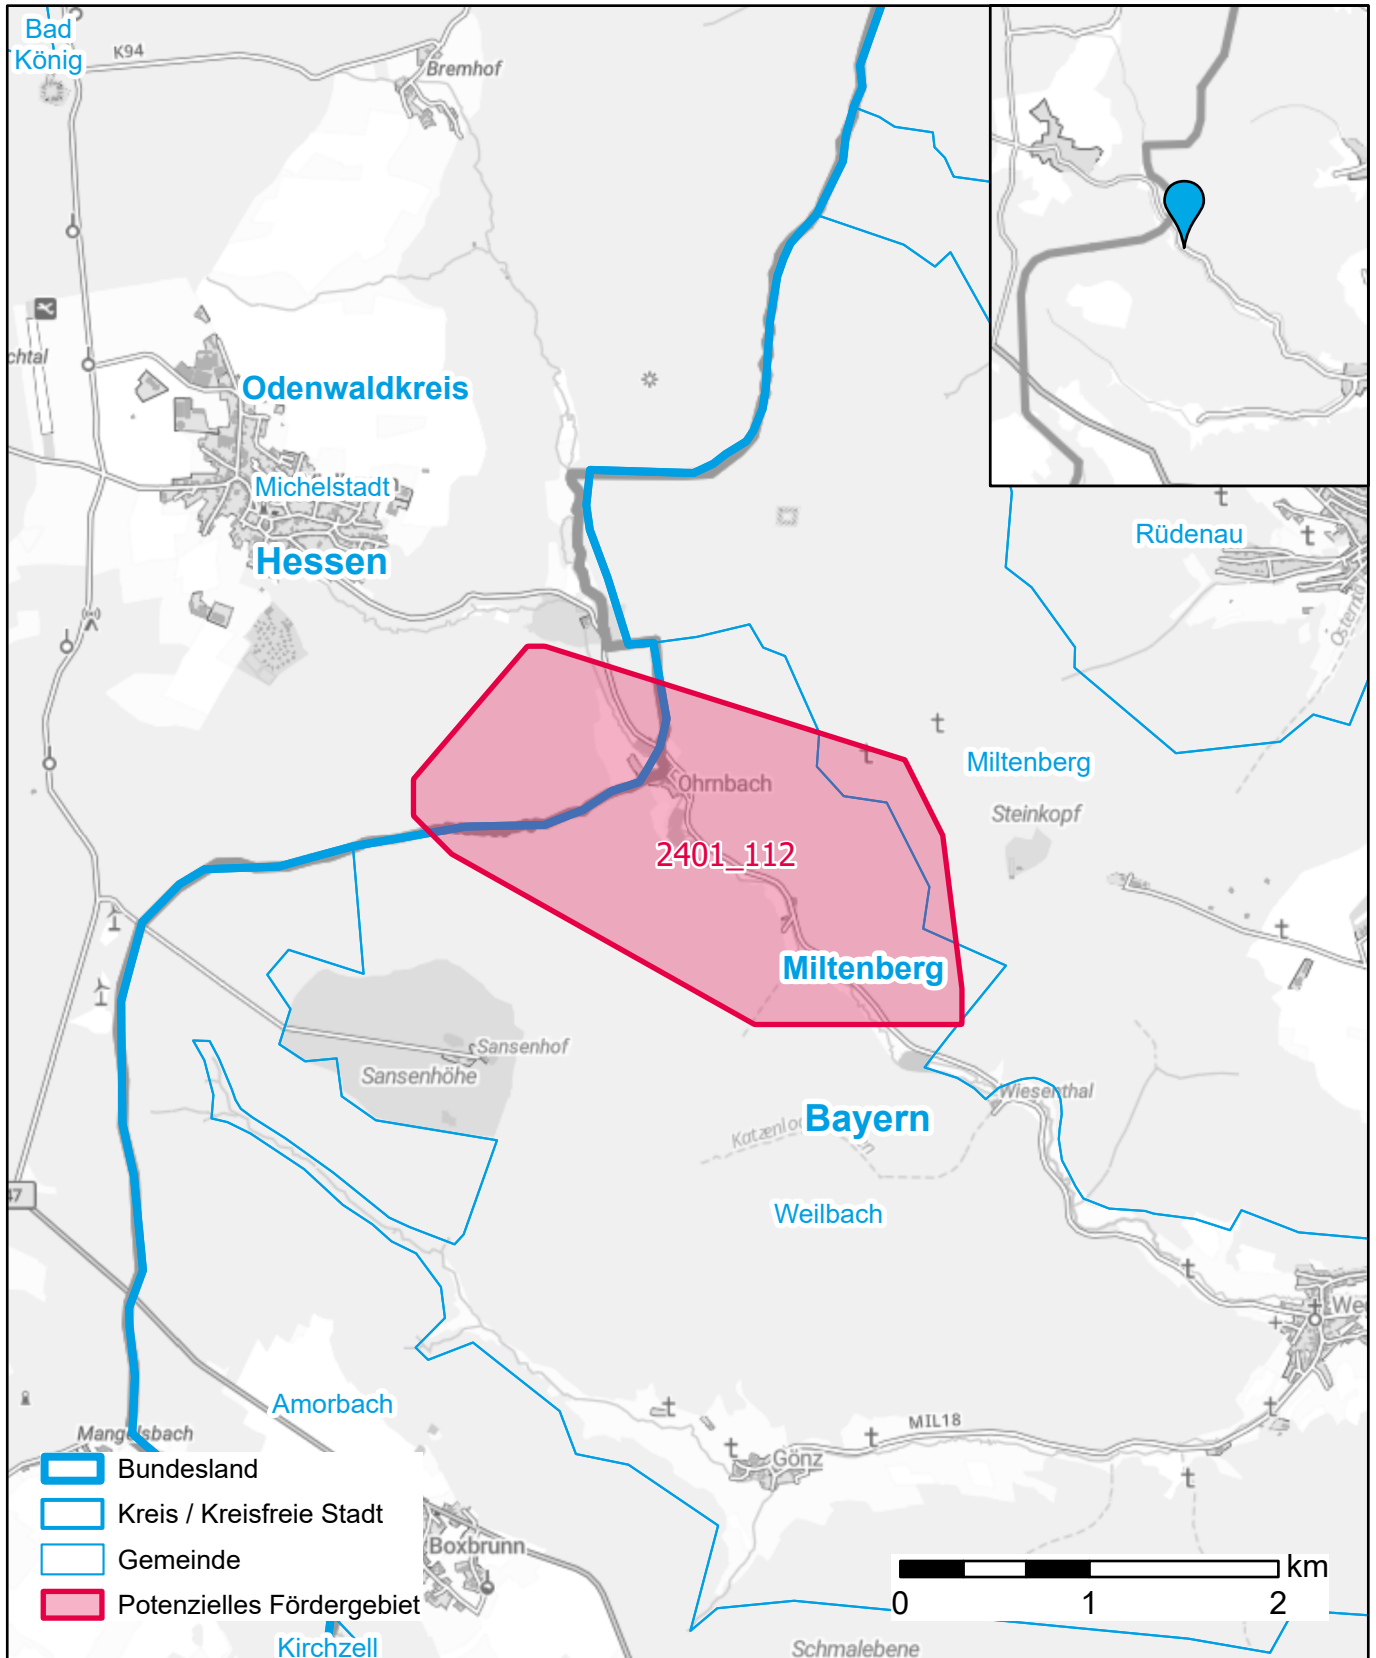 Bad
König
K94
Bremhof
chtal
Odenwaldkreis
Michelstadt
Hessen
Rüdenau
Ohrnbach
Miltenberg
Steinkopf
2401_112
Miltenberg
Sansenhof
Sansenhöhe
Wiesenthal
Bayern
47
Weilbach
Amorbach
Mangelsbach
MIL18
Gönz
Boxbrunn
Kirchzell
Schmalebene
Bundesland
Kreis / Kreisfreie Stadt
Gemeinde
Potenzielles Fördergebiet
km
0 1 2